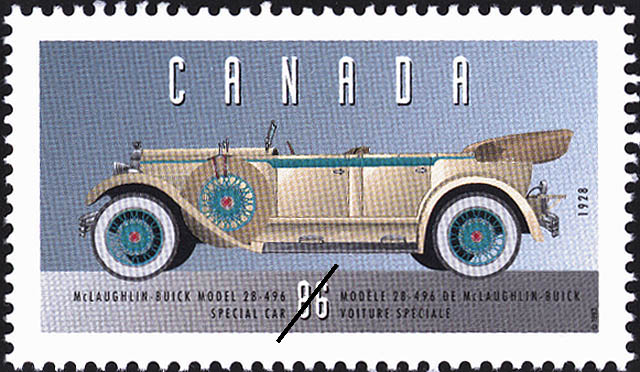 CANADA
1928
McLAUGHLIN-BUICK MODEL 28-496
SPECIAL CAR
86
MODÈLE 28-496 DE McLAUGHLIN-BUICK
VOITURE SPÉCIALE